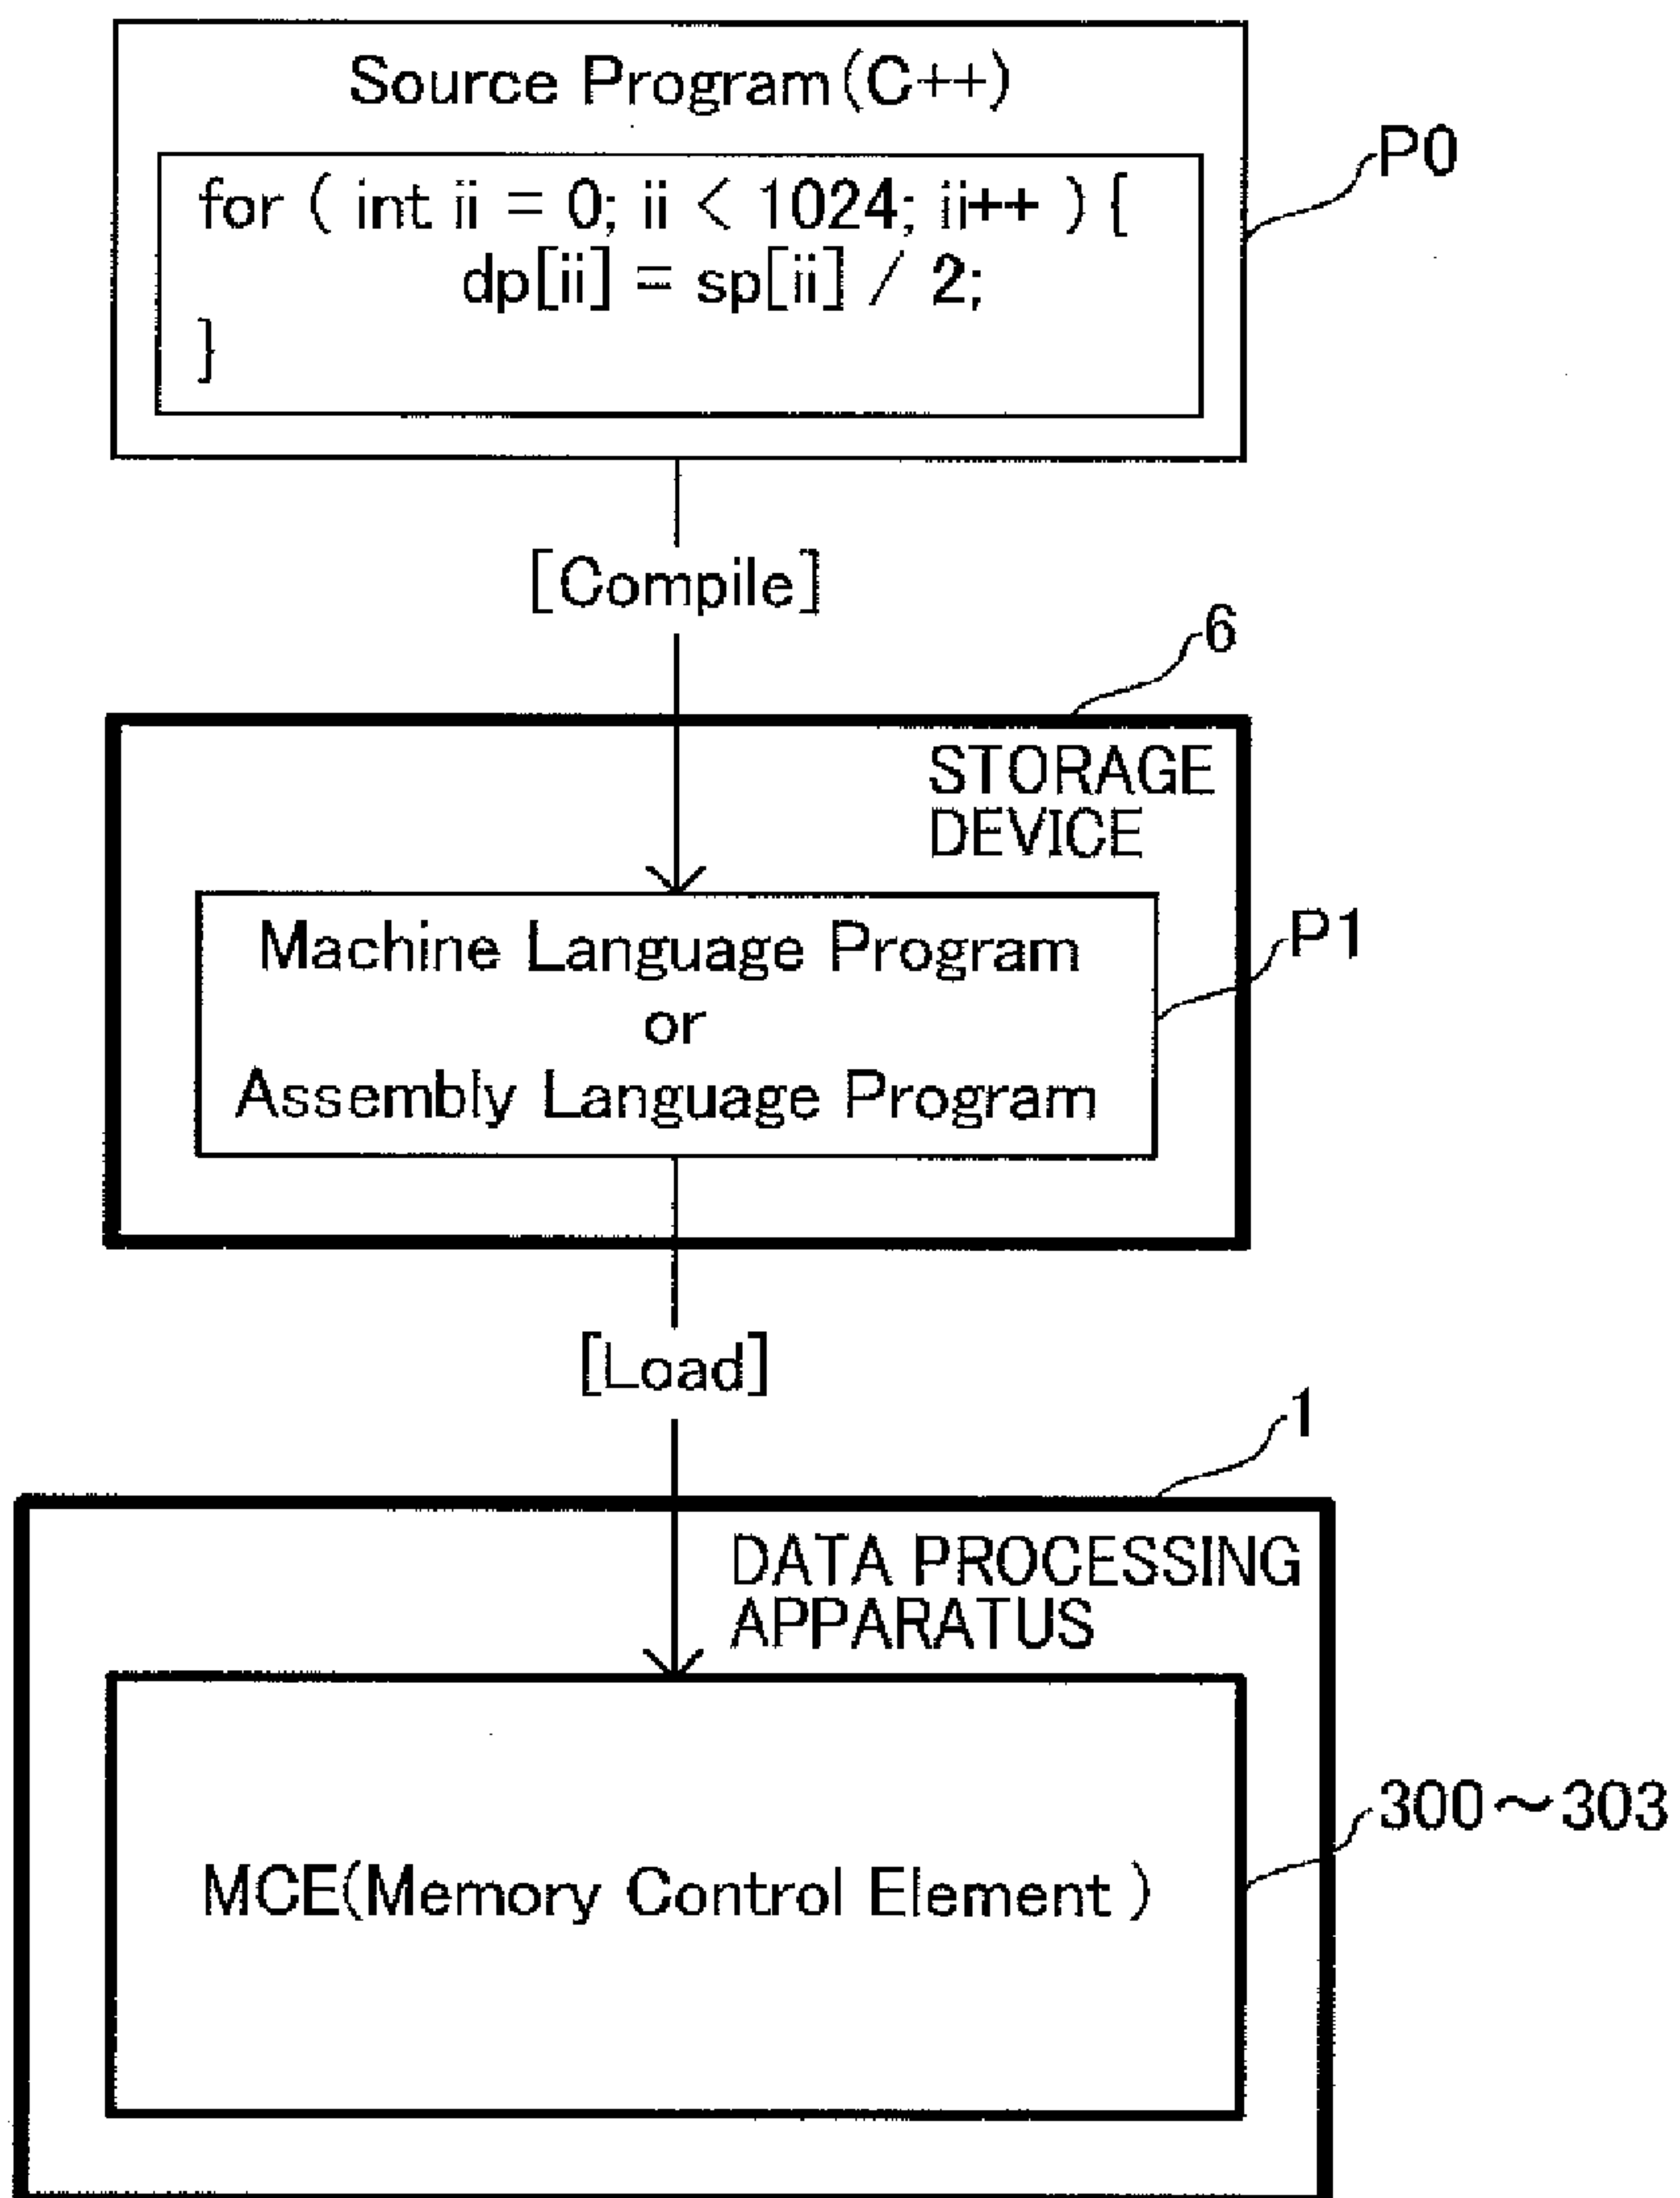 Source Program(C++)
for ( int ii = 0; ii < 1024; ii++ ) {
dp[ii] = sp[ii] / 2;
}
P0
[Compile]
6
STORAGE
DEVICE
Machine Language Program
or
Assembly Language Program
P1
[Load]
1
DATA PROCESSING
APPARATUS
MCE(Memory Control Element )
300～303